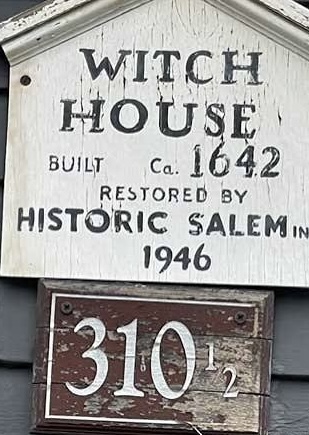 WITCH
HOUSE
BUILT Ca. 1642
RESTORED BY
HISTORIC SALEM IN
1946
310 1/2